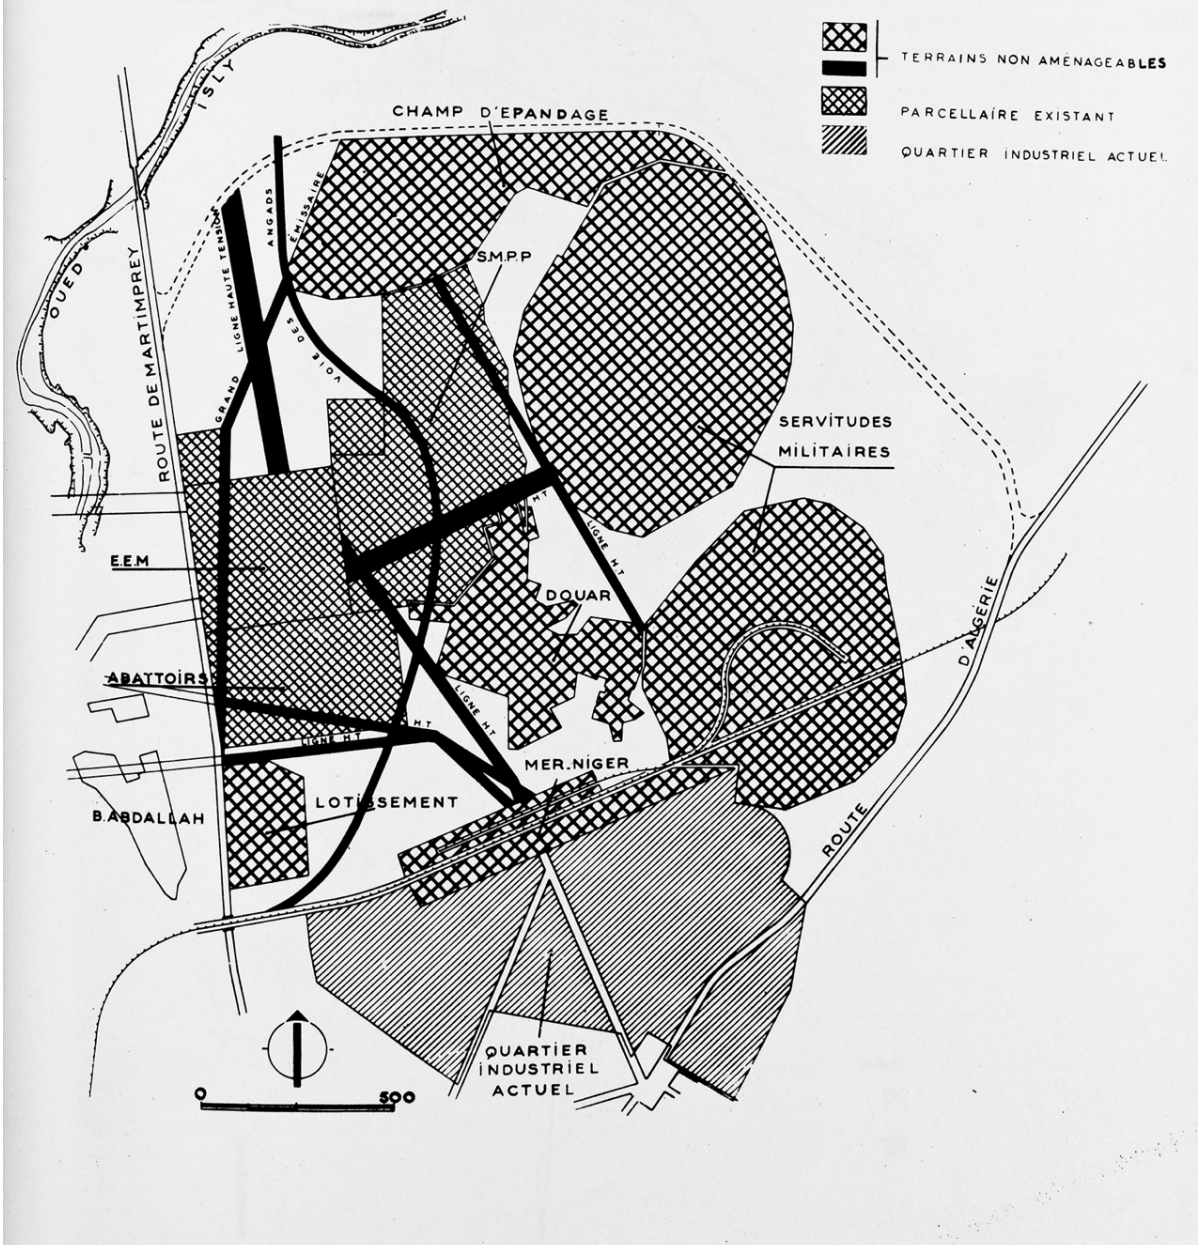 TERRAINS NON AMÉNAGEABLES
PARCELLAIRE EXISTANT
QUARTIER INDUSTRIEL ACTUEL
ISLY
OUED
CHAMP D'EPANDAGE
ROUTE DE MARTIMPREY
LIGNE HAUTE TENSION
ANGADS
ÉMISSAIRE
GRAND
VOIE DES
S.M.P.P
SERVITUDES
MILITAIRES
H.T
LIGNE H.T
E.E.M
DOUAR
D'ALGÉRIE
ABATTOIRS
LIGNE H.T
H.T
LIGNE H.T
MER.NIGER
LOTISSEMENT
B.ABDALLAH
ROUTE
QUARTIER
INDUSTRIEL
ACTUEL
0 500